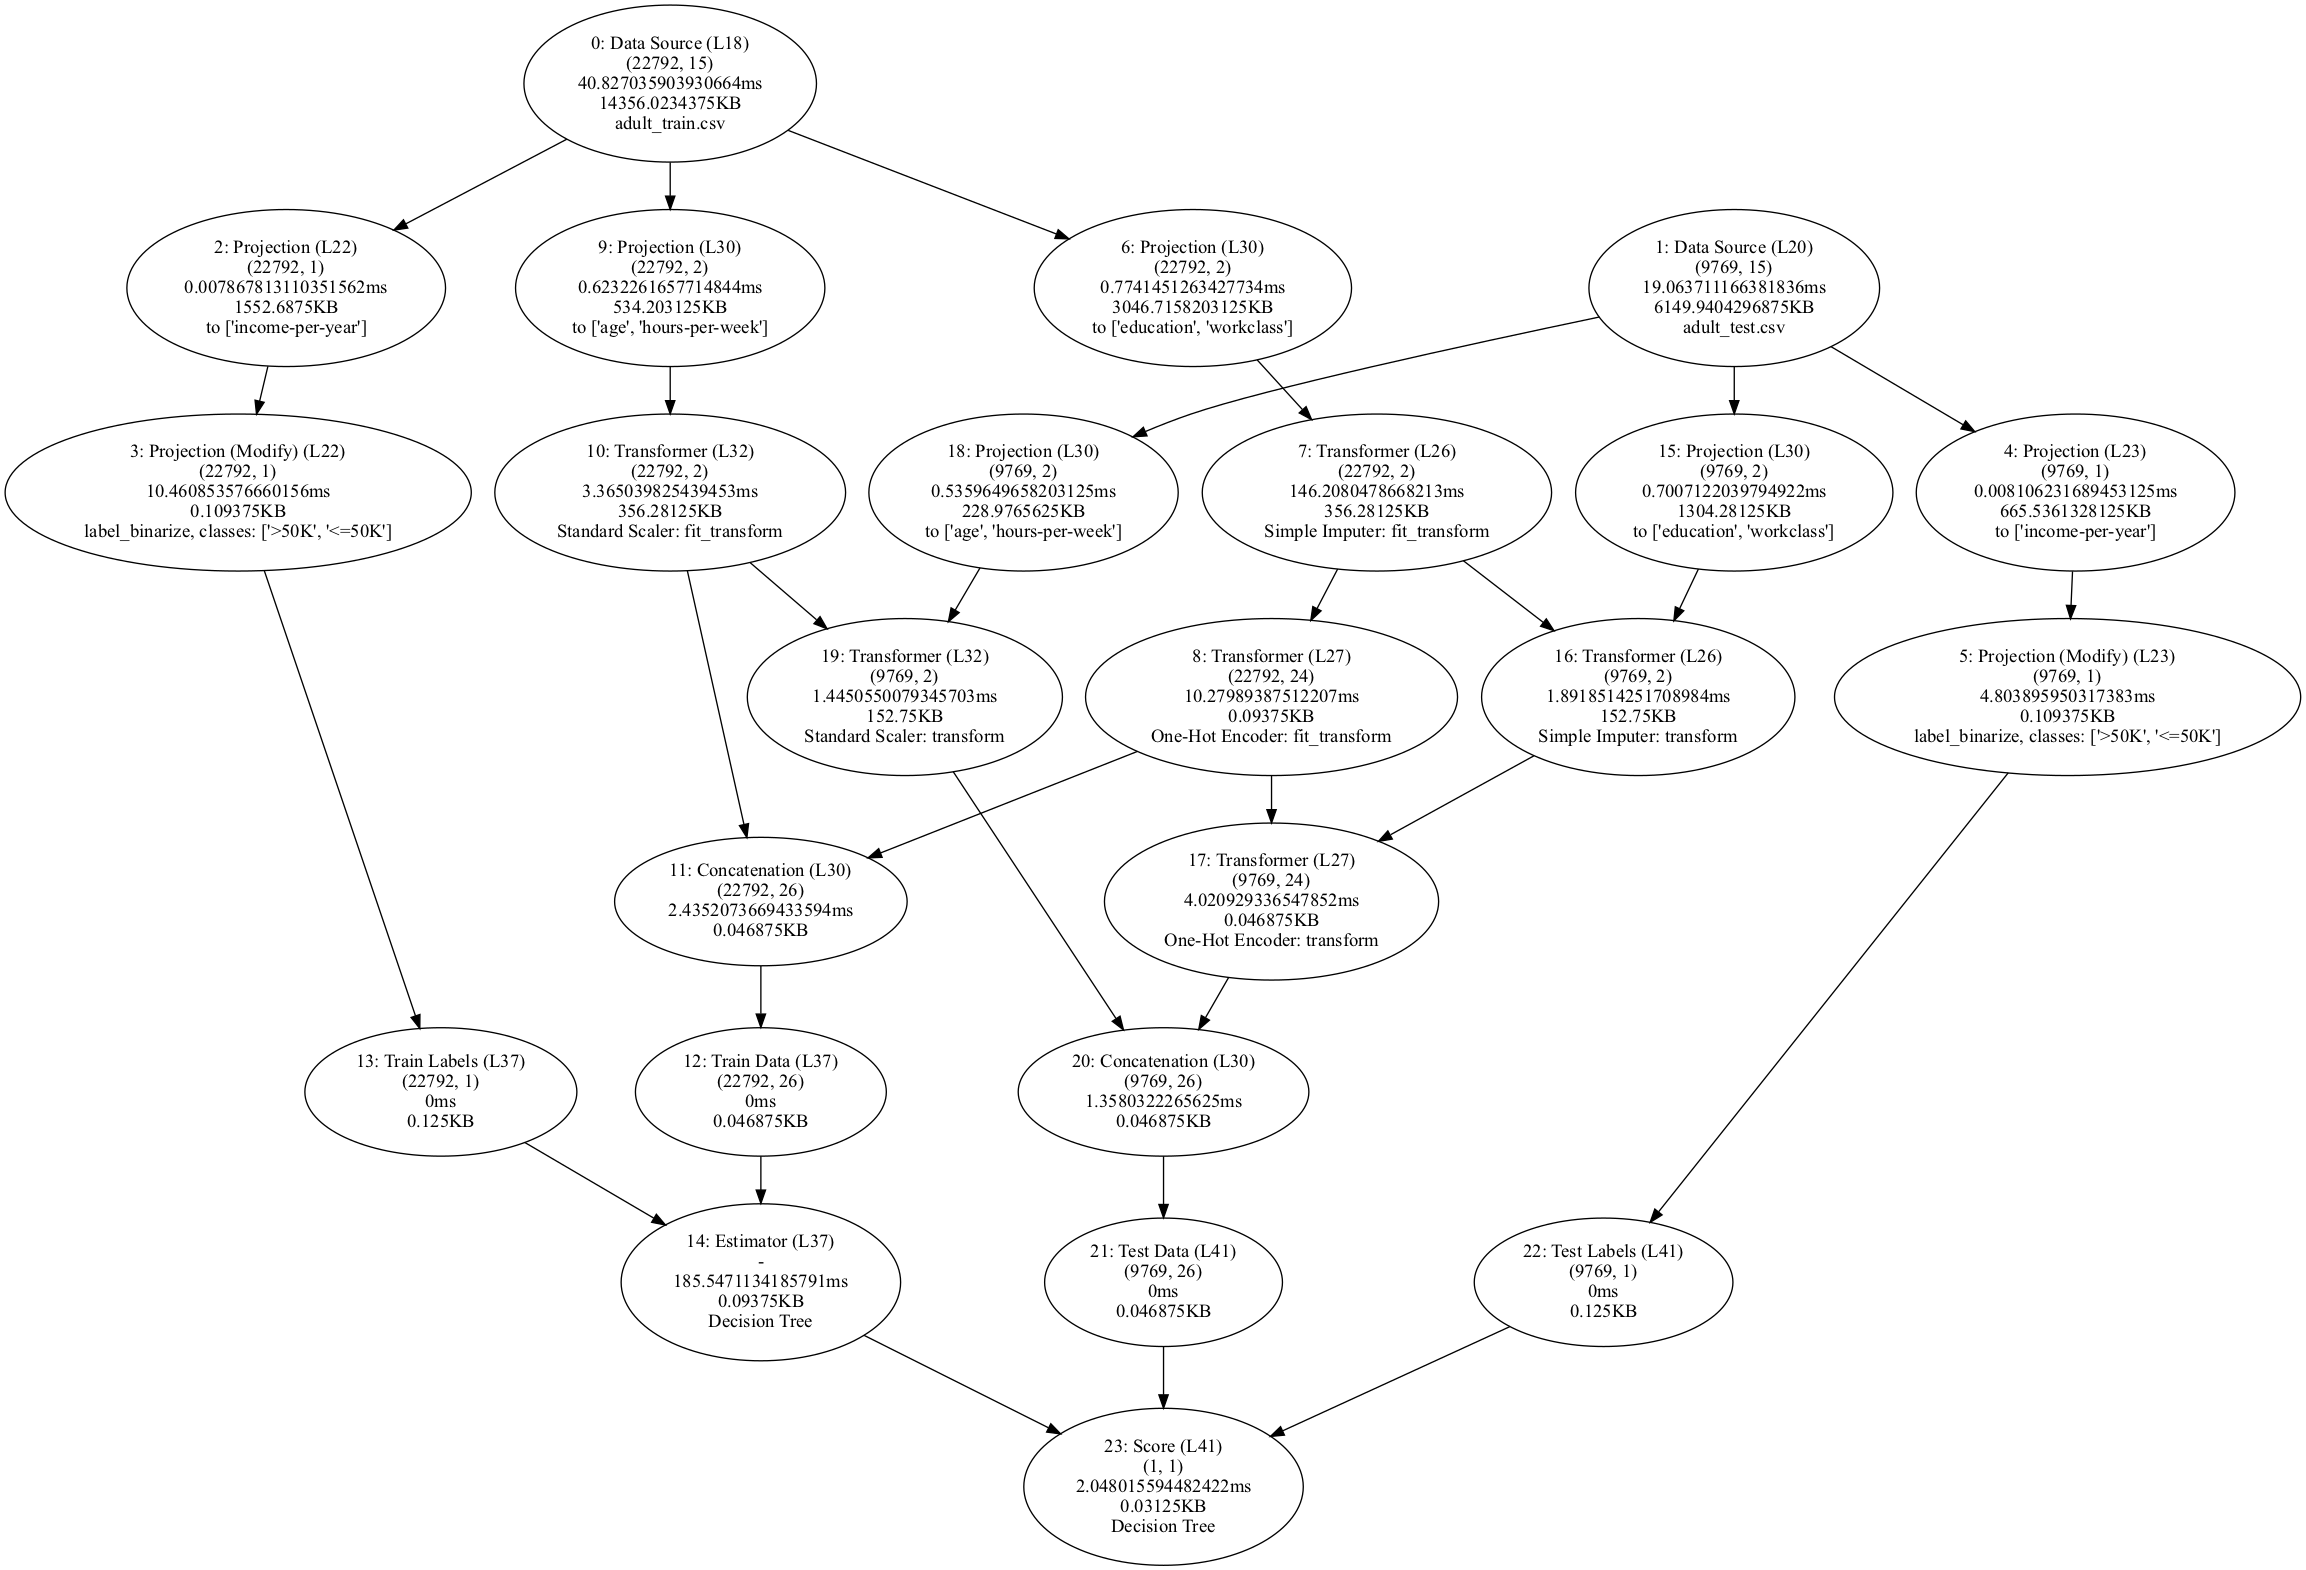 0: Data Source (L18)
(22792, 15)
40.827035903930664ms
14356.0234375KB
adult_train.csv
2: Projection (L22)
(22792, 1)
0.007867813110351562ms
1552.6875KB
to ['income-per-year']
9: Projection (L30)
(22792, 2)
0.6232261657714844ms
534.203125KB
to ['age', 'hours-per-week']
6: Projection (L30)
(22792, 2)
0.7741451263427734ms
3046.7158203125KB
to ['education', 'workclass']
1: Data Source (L20)
(9769, 15)
19.063711166381836ms
6149.9404296875KB
adult_test.csv
3: Projection (Modify) (L22)
(22792, 1)
10.460853576660156ms
0.109375KB
label_binarize, classes: ['>50K', '<=50K']
10: Transformer (L32)
(22792, 2)
3.365039825439453ms
356.28125KB
Standard Scaler: fit_transform
18: Projection (L30)
(9769, 2)
0.5359649658203125ms
228.9765625KB
to ['age', 'hours-per-week']
7: Transformer (L26)
(22792, 2)
146.2080478668213ms
356.28125KB
Simple Imputer: fit_transform
15: Projection (L30)
(9769, 2)
0.7007122039794922ms
1304.28125KB
to ['education', 'workclass']
4: Projection (L23)
(9769, 1)
0.008106231689453125ms
665.5361328125KB
to ['income-per-year']
19: Transformer (L32)
(9769, 2)
1.4450550079345703ms
152.75KB
Standard Scaler: transform
8: Transformer (L27)
(22792, 24)
10.27989387512207ms
0.09375KB
One-Hot Encoder: fit_transform
16: Transformer (L26)
(9769, 2)
1.8918514251708984ms
152.75KB
Simple Imputer: transform
5: Projection (Modify) (L23)
(9769, 1)
4.803895950317383ms
0.109375KB
label_binarize, classes: ['>50K', '<=50K']
11: Concatenation (L30)
(22792, 26)
2.4352073669433594ms
0.046875KB
17: Transformer (L27)
(9769, 24)
4.020929336547852ms
0.046875KB
One-Hot Encoder: transform
13: Train Labels (L37)
(22792, 1)
0ms
0.125KB
12: Train Data (L37)
(22792, 26)
0ms
0.046875KB
20: Concatenation (L30)
(9769, 26)
1.3580322265625ms
0.046875KB
14: Estimator (L37)
-
185.5471134185791ms
0.09375KB
Decision Tree
21: Test Data (L41)
(9769, 26)
0ms
0.046875KB
22: Test Labels (L41)
(9769, 1)
0ms
0.125KB
23: Score (L41)
(1, 1)
2.048015594482422ms
0.03125KB
Decision Tree